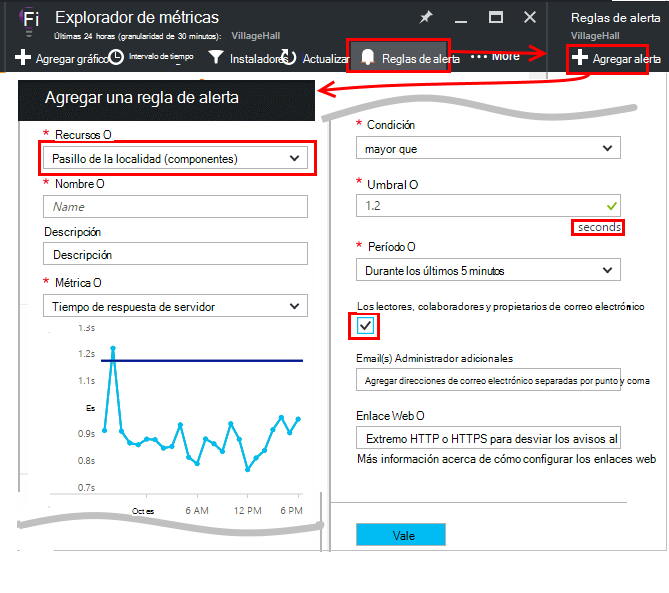 Fi
Explorador de métricas
Últimas 24 horas (granularidad de 30 minutos):
VillageHall
Agregar gráfico
Intervalo de tiempo
Instaladores
Actualizar
Reglas de alerta
More
Reglas de alerta
VillageHall
Agregar alerta
Agregar una regla de alerta
* Recursos O
Pasillo de la localidad (componentes)
* Nombre O
Name
Descripción
Descripción
* Métrica O
Tiempo de respuesta de servidor
1.3s
1.2s
1.1s
Es
0.9s
0.8s
0.7s
Oct es
6 AM
12 PM
6 PM
* Condición
mayor que
* Umbral O
1.2
seconds
* Período O
Durante los últimos 5 minutos
Los lectores, colaboradores y propietarios de correo electrónico
Email(s) Administrador adicionales
Agregar direcciones de correo electrónico separadas por punto y coma
Enlace Web O
Extremo HTTP o HTTPS para desviar los avisos al
Más información acerca de cómo configurar los enlaces web
Vale